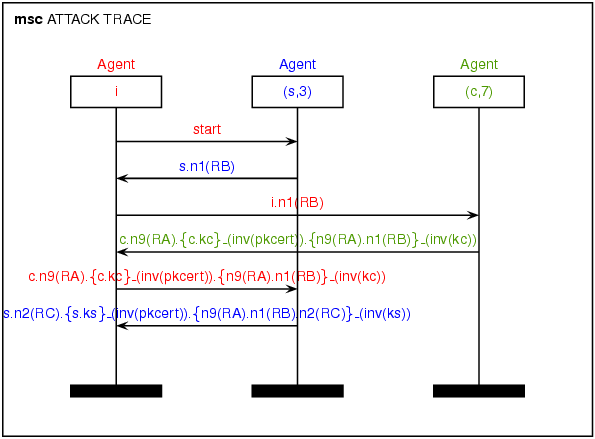 msc ATTACK TRACE
Agent Agent Agent
i (s,3) (c,7)
start
s.n1(RB)
i.n1(RB)
c.n9(RA).{c.kc}_(inv(pkcert)).{n9(RA).n1(RB)}_(inv(kc))
c.n9(RA).{c.kc}_(inv(pkcert)).{n9(RA).n1(RB)}_(inv(kc))
s.n2(RC).{s.ks}_(inv(pkcert)).{n9(RA).n1(RB).n2(RC)}_(inv(ks))